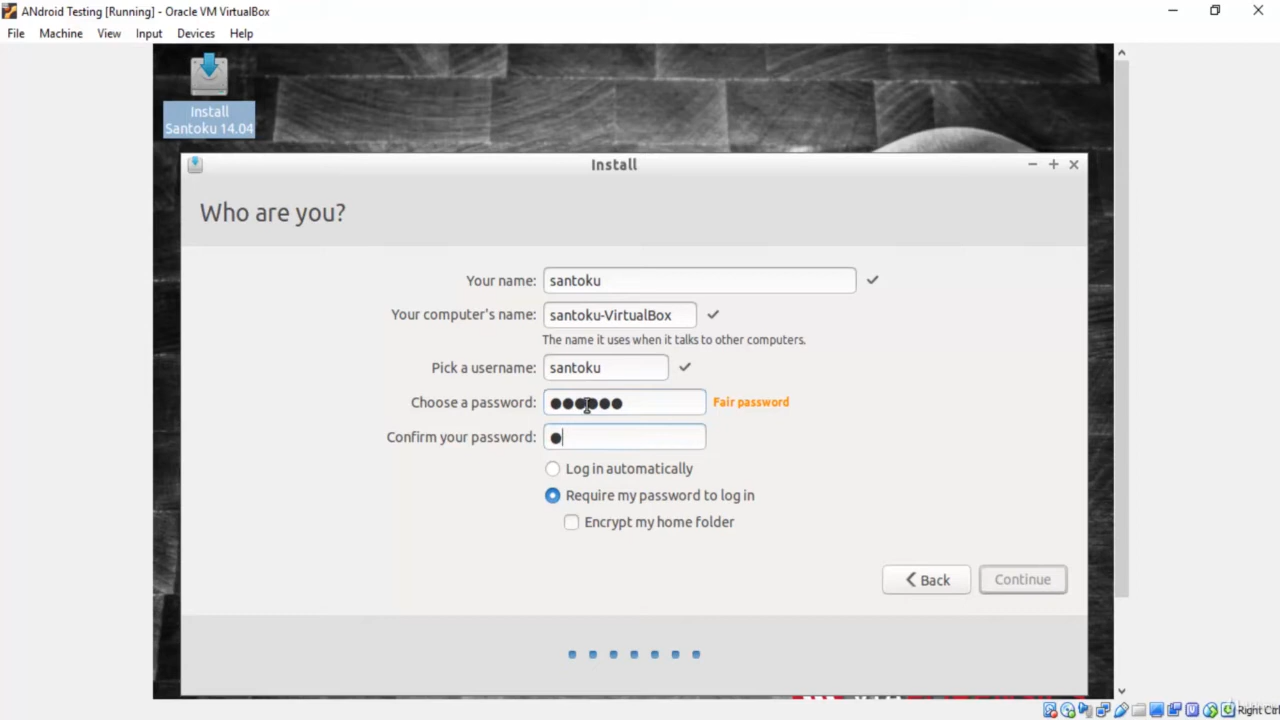 ANdroid Testing [Running] - Oracle VM VirtualBox
File Machine View Input Devices Help
Install
Santoku 14.04
Install
Who are you?
Your name: santoku
Your computer's name: santoku-VirtualBox
The name it uses when it talks to other computers.
Pick a username: santoku
Choose a password: ●●●●●● Fair password
Confirm your password: ●
Log in automatically
Require my password to log in
Encrypt my home folder
Back Continue
Right Ctrl